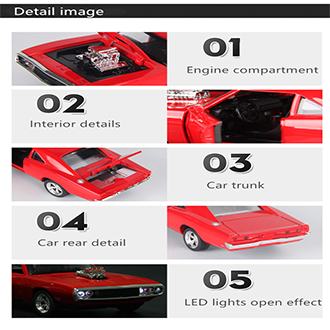 Detail image
01
Engine compartment
02
Interior details
03
Car trunk
04
Car rear detail
05
LED lights open effect